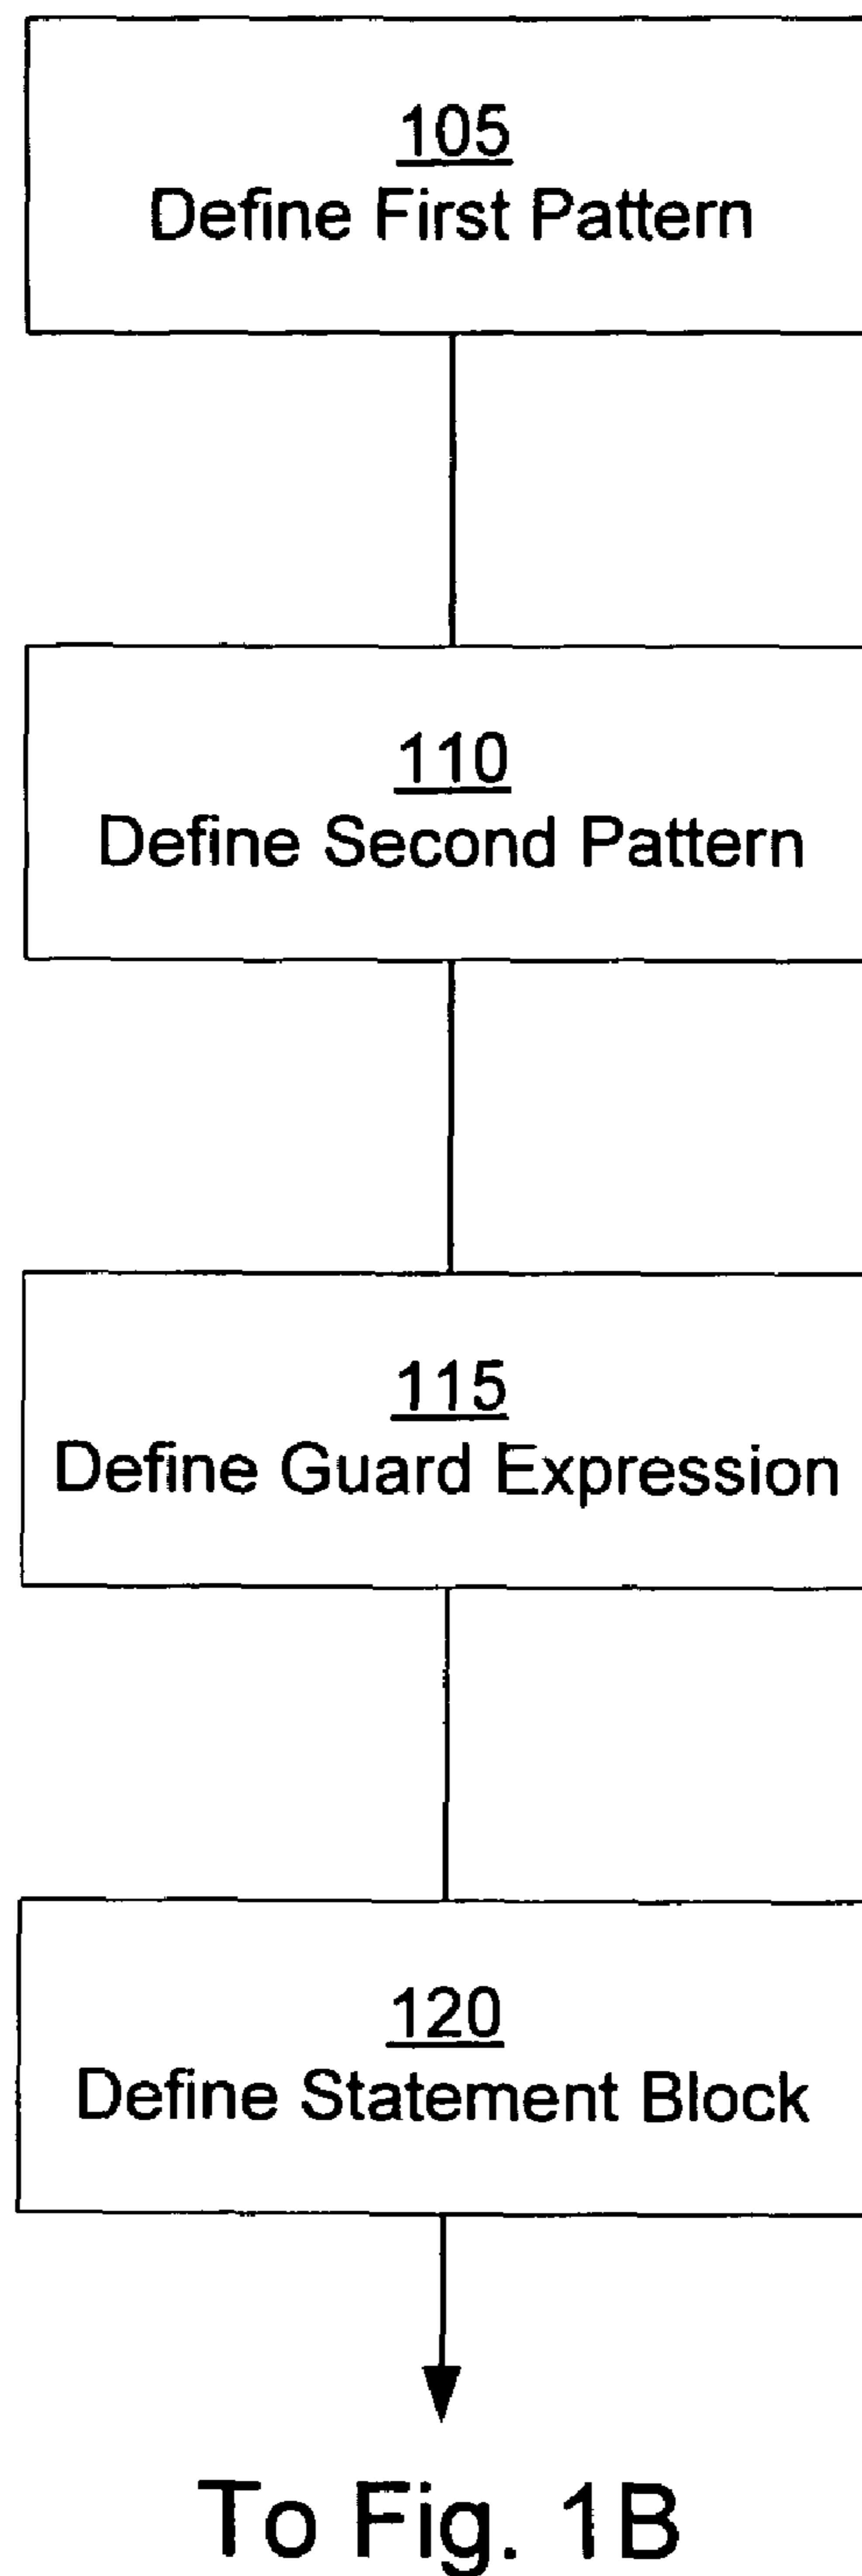 105
Define First Pattern
110
Define Second Pattern
115
Define Guard Expression
120
Define Statement Block
To Fig. 1B